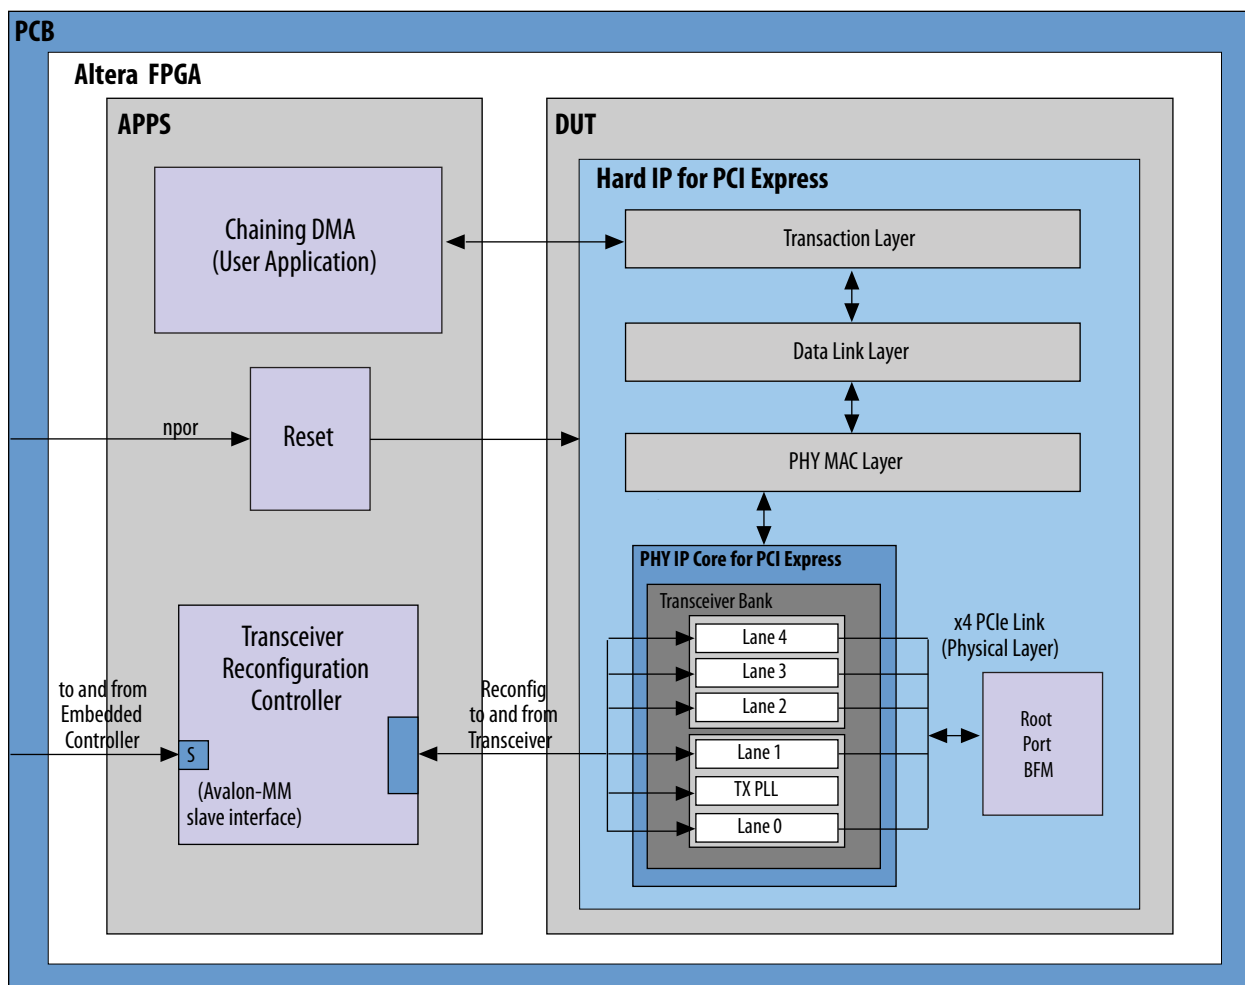 PCB
Altera FPGA
APPS
Chaining DMA
(User Application)
npor
Reset
Transceiver
Reconfiguration
Controller
to and from
Embedded
Controller
S
(Avalon-MM
slave interface)
Reconfig
to and from
Transceiver
DUT
Hard IP for PCI Express
Transaction Layer
Data Link Layer
PHY MAC Layer
PHY IP Core for PCI Express
Transceiver Bank
Lane 4
Lane 3
Lane 2
Lane 1
TX PLL
Lane 0
x4 PCIe Link
(Physical Layer)
Root
Port
BFM